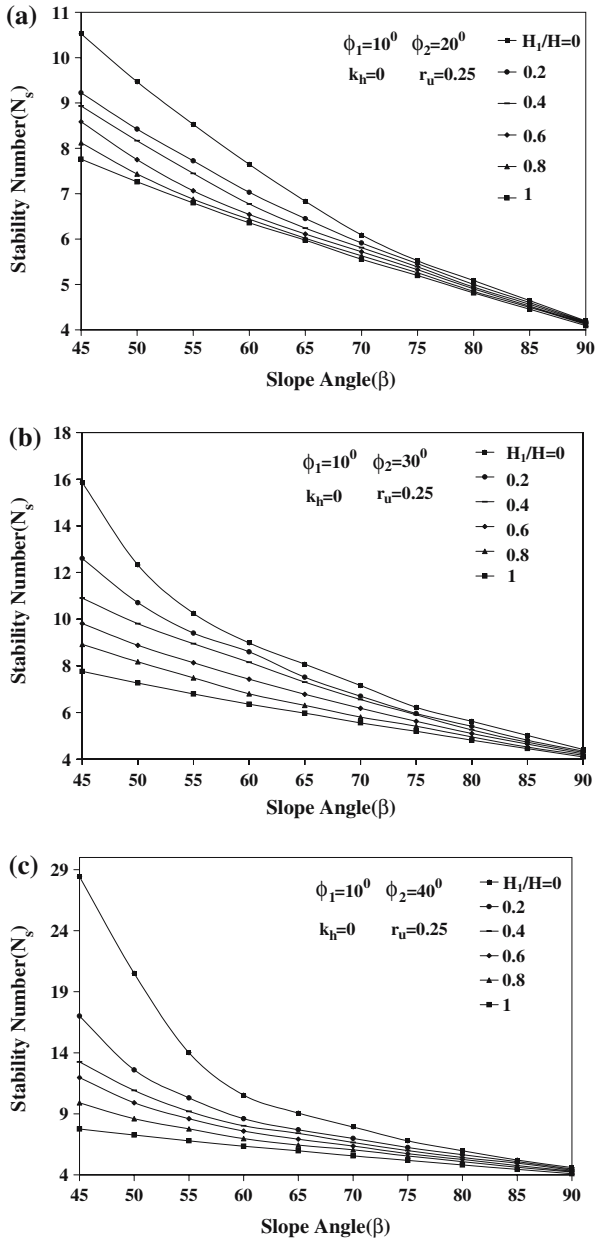 (a)
11
10
9
8
7
6
5
4
Stability Number(Nₛ)
ϕ₁=10⁰ ϕ₂=20⁰
kₕ=0 rᵤ=0.25
H₁/H=0
0.2
0.4
0.6
0.8
1
45 50 55 60 65 70 75 80 85 90
Slope Angle(β)
(b)
18
16
14
12
10
8
6
4
Stability Number(Nₛ)
ϕ₁=10⁰ ϕ₂=30⁰
kₕ=0 rᵤ=0.25
H₁/H=0
0.2
0.4
0.6
0.8
1
45 50 55 60 65 70 75 80 85 90
Slope Angle(β)
(c)
29
24
19
14
9
4
Stability Number(Nₛ)
ϕ₁=10⁰ ϕ₂=40⁰
kₕ=0 rᵤ=0.25
H₁/H=0
0.2
0.4
0.6
0.8
1
45 50 55 60 65 70 75 80 85 90
Slope Angle(β)